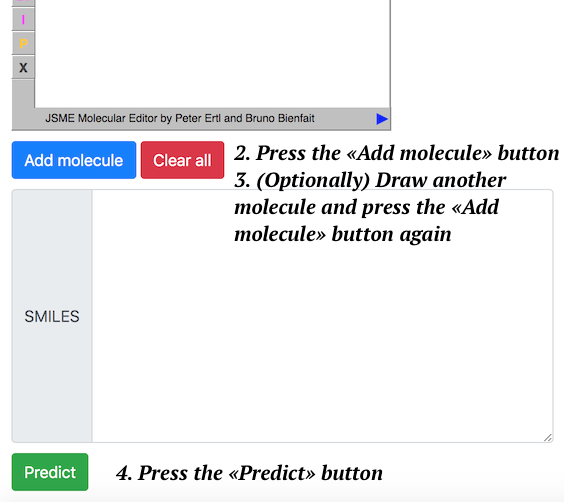 I
P
X
JSME Molecular Editor by Peter Ertl and Bruno Bienfait
Add molecule
Clear all
2. Press the «Add molecule» button
3. (Optionally) Draw another
molecule and press the «Add
molecule» button again
SMILES
Predict
4. Press the «Predict» button